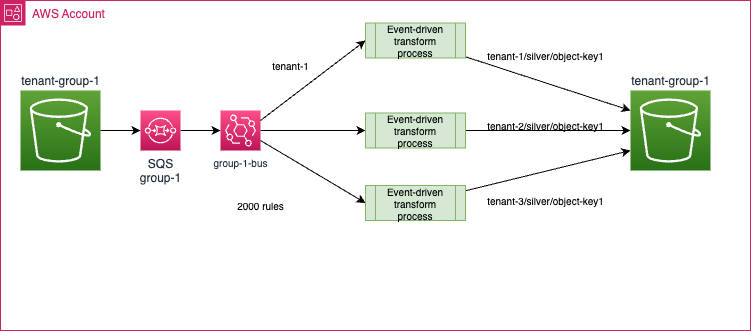 AWS Account
tenant-group-1
SQS
group-1
group-1-bus
tenant-1
2000 rules
Event-driven
transform
process
Event-driven
transform
process
Event-driven
transform
process
tenant-1/silver/object-key1
tenant-2/silver/object-key1
tenant-3/silver/object-key1
tenant-group-1